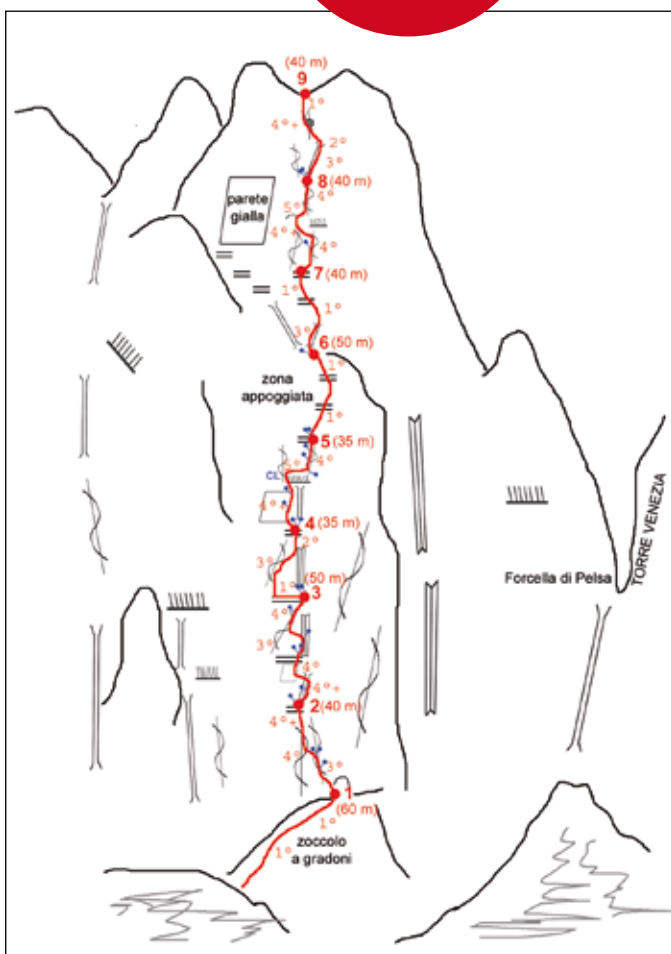 (40 m)
9
1°
4°+
2°
3°
8 (40 m)
4°
parete
gialla
5°
4°+
4°
7 (40 m)
1°
1°
3°
6 (50 m)
1°
zona
appoggiata
1°
5 (35 m)
5°
4°
CL
4°+
4 (35 m)
2°
3°
(50 m)
1°
3
4°
3°
4°
4°+
2 (40 m)
4°+
4°
3°
1
(60 m)
1°
1°
zoccolo
a gradoni
Forcella di Pelsa
TORRE VENEZIA